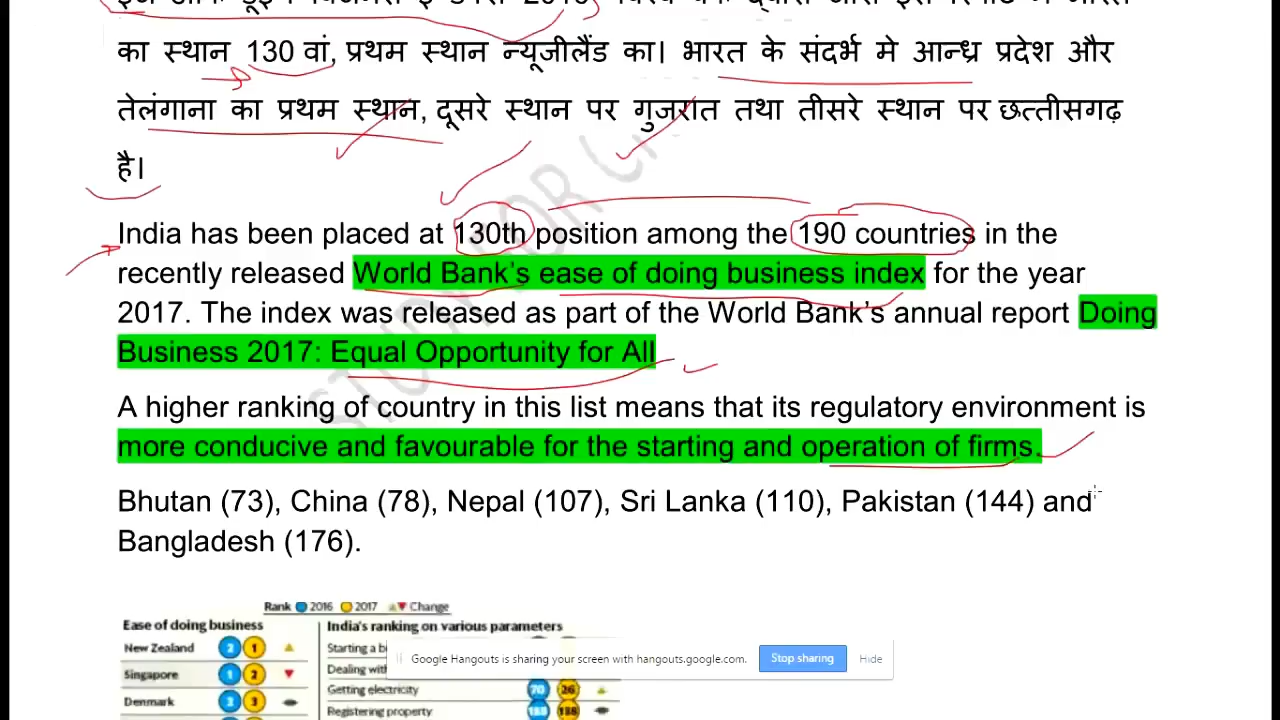 का स्थान 130 वां, प्रथम स्थान न्यूजीलैंड का। भारत के संदर्भ मे आन्ध्र प्रदेश और
तेलंगाना का प्रथम स्थान, दूसरे स्थान पर गुजरात तथा तीसरे स्थान पर छत्तीसगढ़
है।
India has been placed at 130th position among the 190 countries in the
recently released World Bank's ease of doing business index for the year
2017. The index was released as part of the World Bank's annual report Doing
Business 2017: Equal Opportunity for All
A higher ranking of country in this list means that its regulatory environment is
more conducive and favourable for the starting and operation of firms.
Bhutan (73), China (78), Nepal (107), Sri Lanka (110), Pakistan (144) and
Bangladesh (176).
Rank 2016 2017 Change
Ease of doing business
New Zealand 2 1
Singapore 1 2
Denmark 3 3
India's ranking on various parameters
Starting a
Dealing
Getting electricity 70 26
Registering property
Google Hangouts is sharing your screen with hangouts.google.com.
Stop sharing
Hide
STUDY FOR